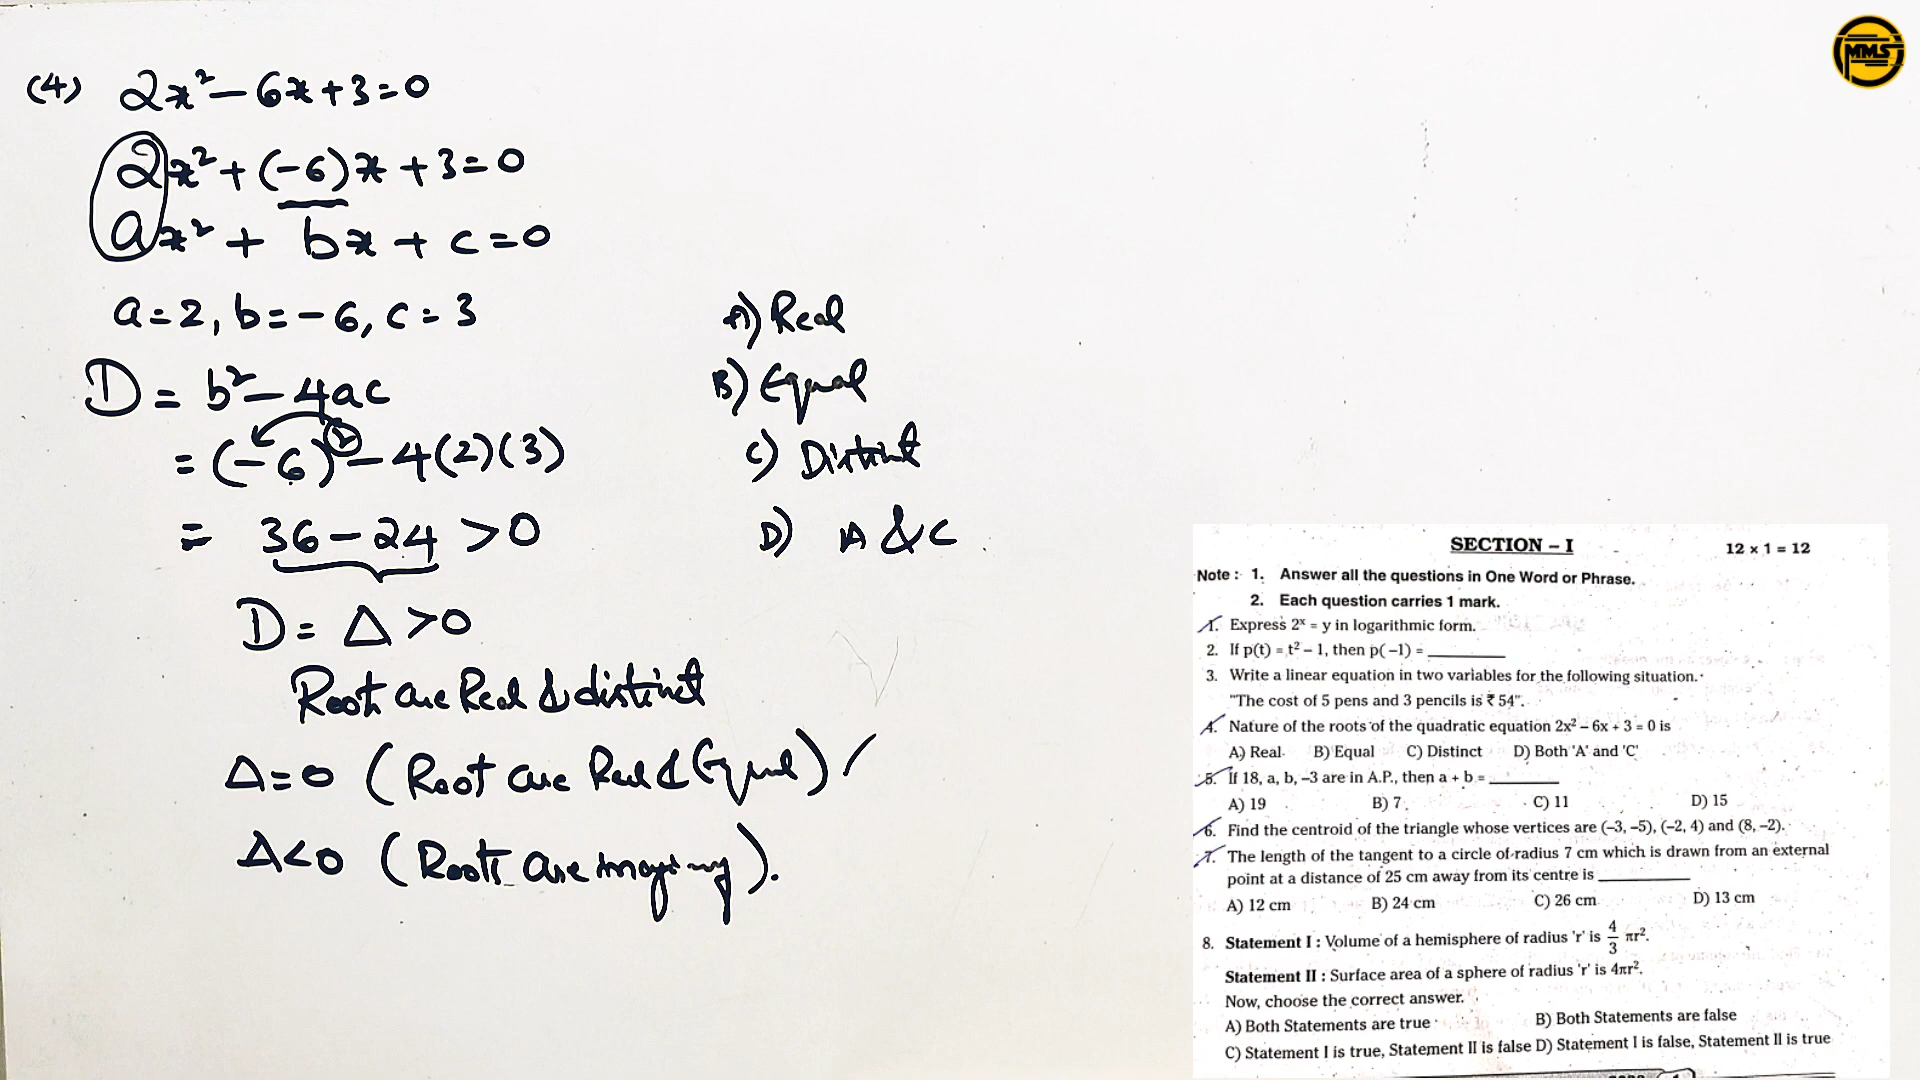 MMS
(4) 2x² - 6x + 3 = 0
2x² + (-6)x + 3 = 0
ax² + bx + c = 0
a = 2, b = -6, c = 3
D = b² - 4ac
= (-6)² - 4(2)(3)
= 36 - 24 > 0
D = Δ > 0
Root are Real & distinct
Δ = 0 (Root are Real & Equal)
Δ < 0 (Roots are imaginary).
A) Real
B) Equal
C) Distinct
D) A & C
SECTION – I 12 x 1 = 12
Note : 1. Answer all the questions in One Word or Phrase.
2. Each question carries 1 mark.
1. Express 2ˣ = y in logarithmic form.
2. If p(t) = t² – 1, then p(–1) = ________
3. Write a linear equation in two variables for the following situation.
"The cost of 5 pens and 3 pencils is ₹ 54".
4. Nature of the roots of the quadratic equation 2x² – 6x + 3 = 0 is
A) Real B) Equal C) Distinct D) Both 'A' and 'C'
5. If 18, a, b, –3 are in A.P., then a + b = ________
A) 19 B) 7 C) 11 D) 15
6. Find the centroid of the triangle whose vertices are (–3, –5), (–2, 4) and (8, –2).
7. The length of the tangent to a circle of radius 7 cm which is drawn from an external
point at a distance of 25 cm away from its centre is ________
A) 12 cm B) 24 cm C) 26 cm D) 13 cm
8. Statement I : Volume of a hemisphere of radius 'r' is 4/3 πr².
Statement II : Surface area of a sphere of radius 'r' is 4πr².
Now, choose the correct answer.
A) Both Statements are true B) Both Statements are false
C) Statement I is true, Statement II is false D) Statement I is false, Statement II is true